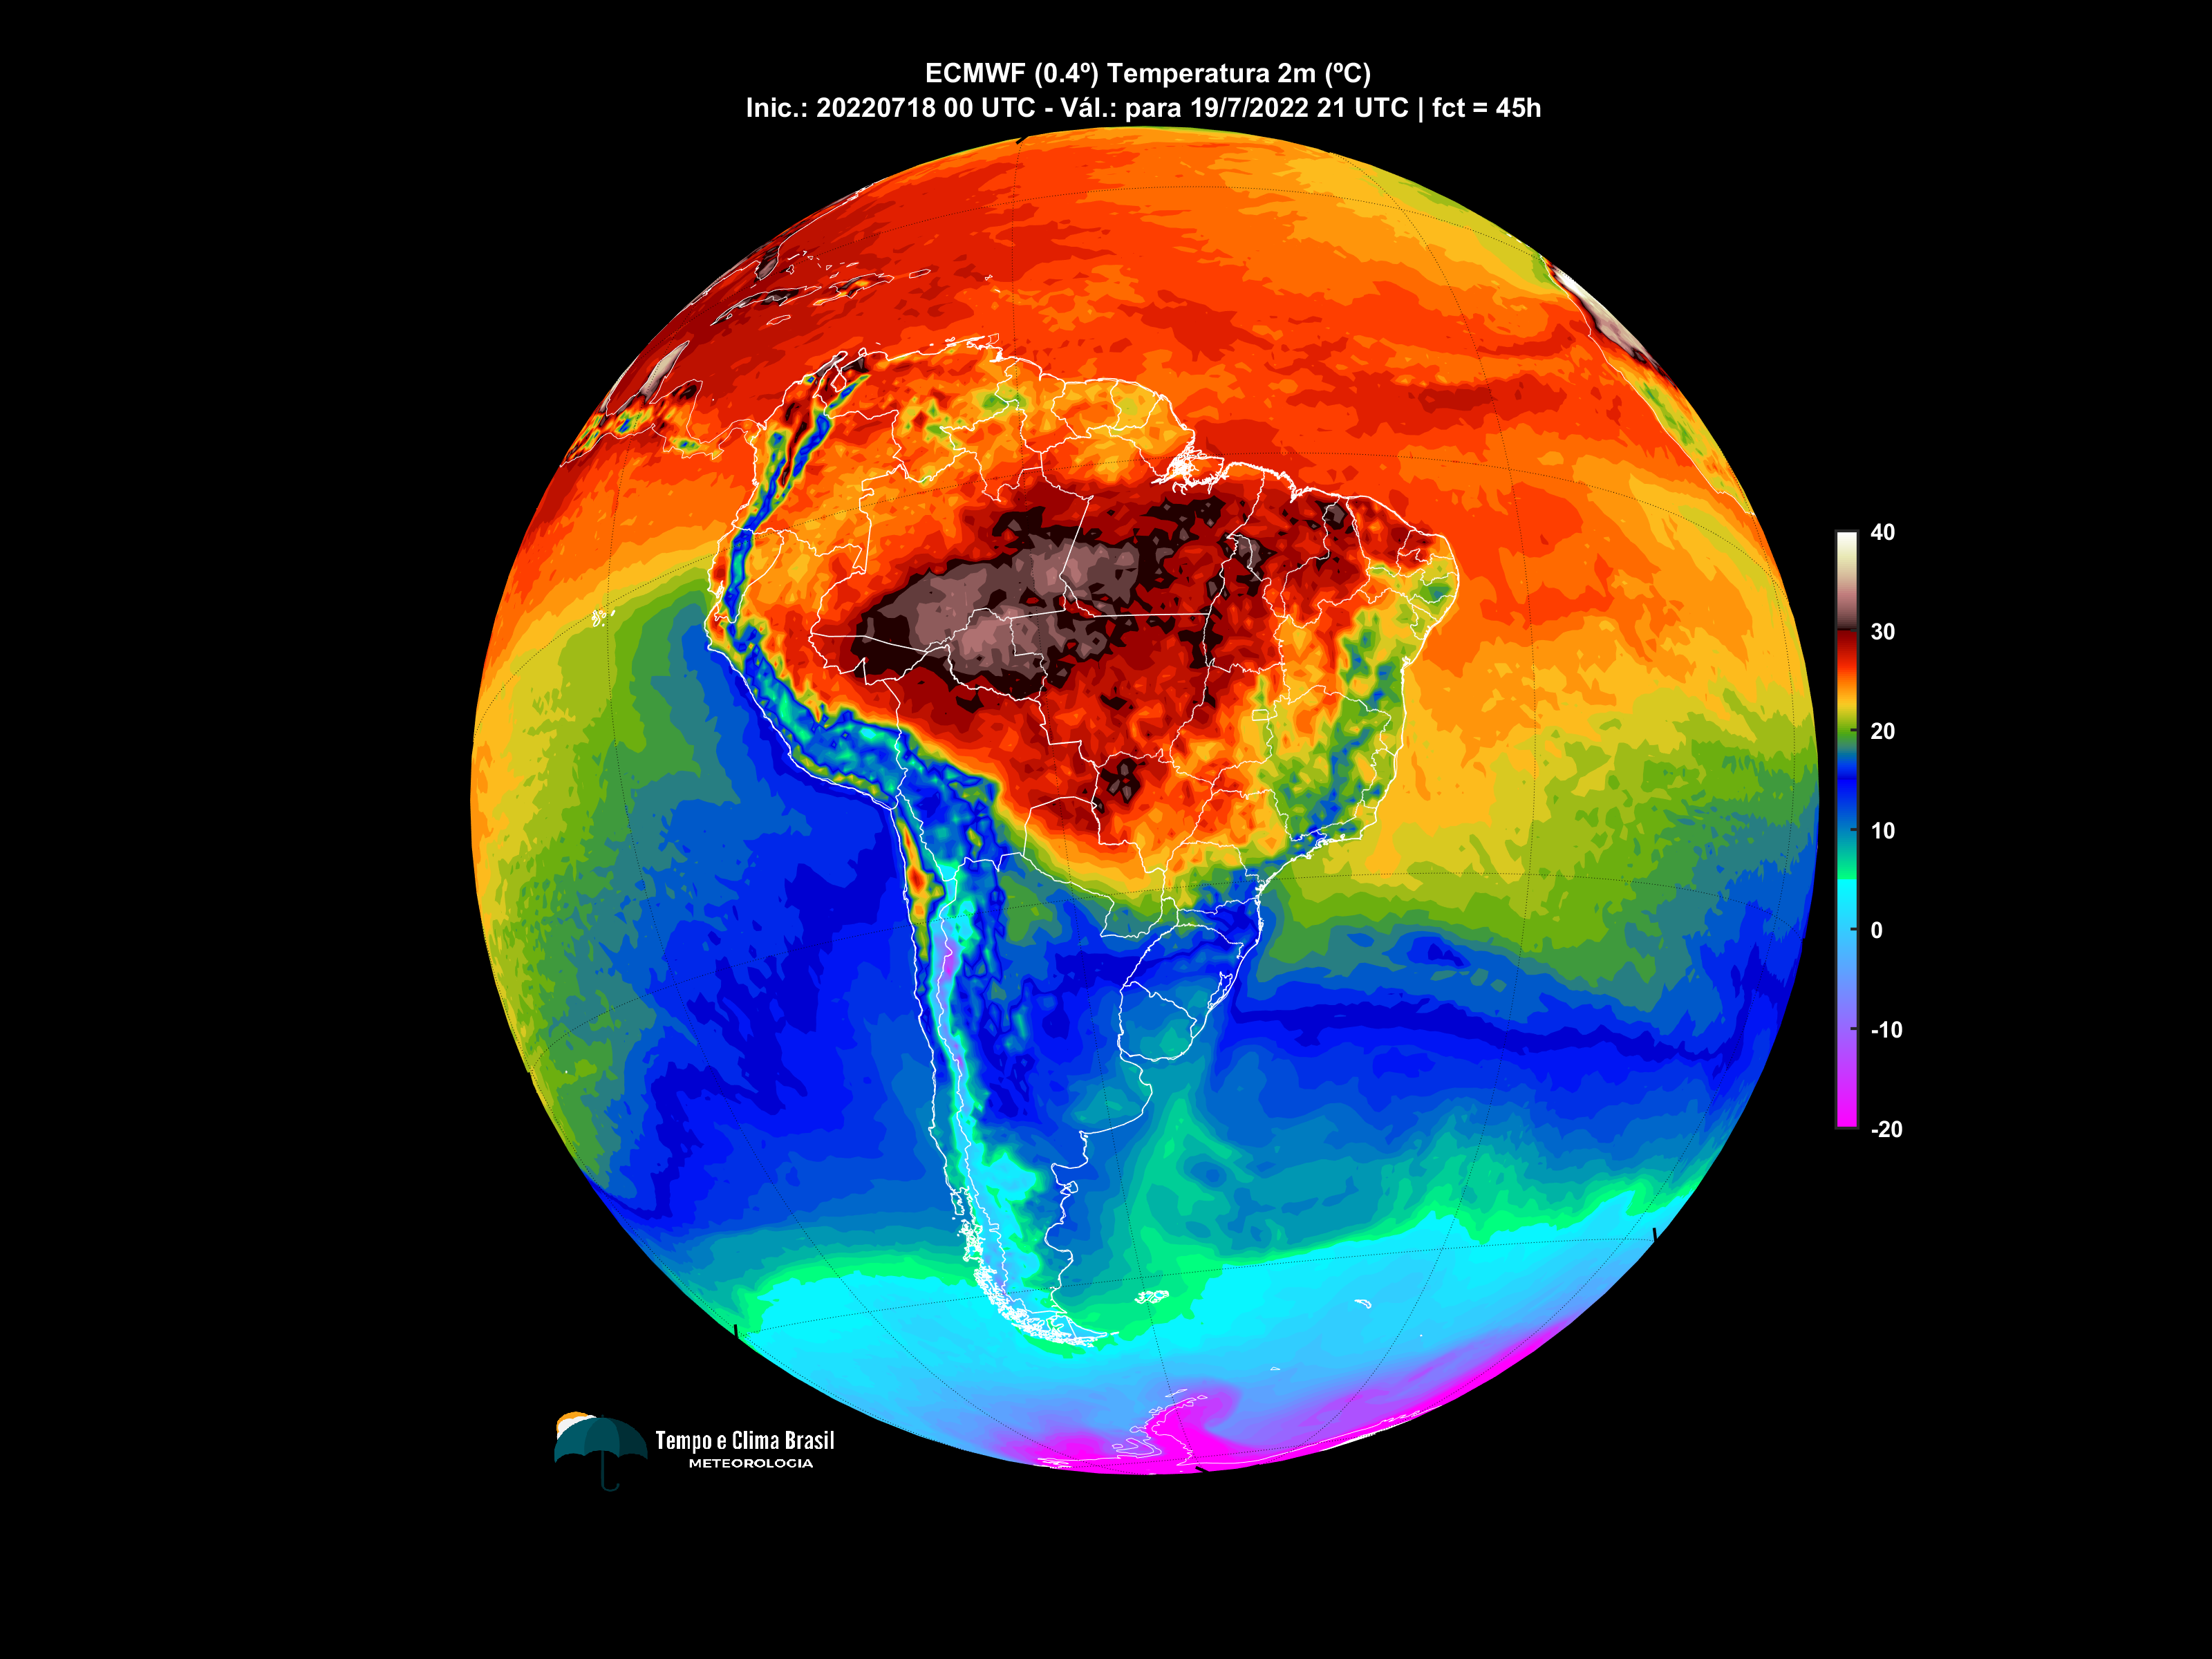 ECMWF (0.4º) Temperatura 2m (ºC)
Inic.: 20220718 00 UTC - Vál.: para 19/7/2022 21 UTC | fct = 45h
40
30
20
10
0
-10
-20
Tempo e Clima Brasil
METEOROLOGIA